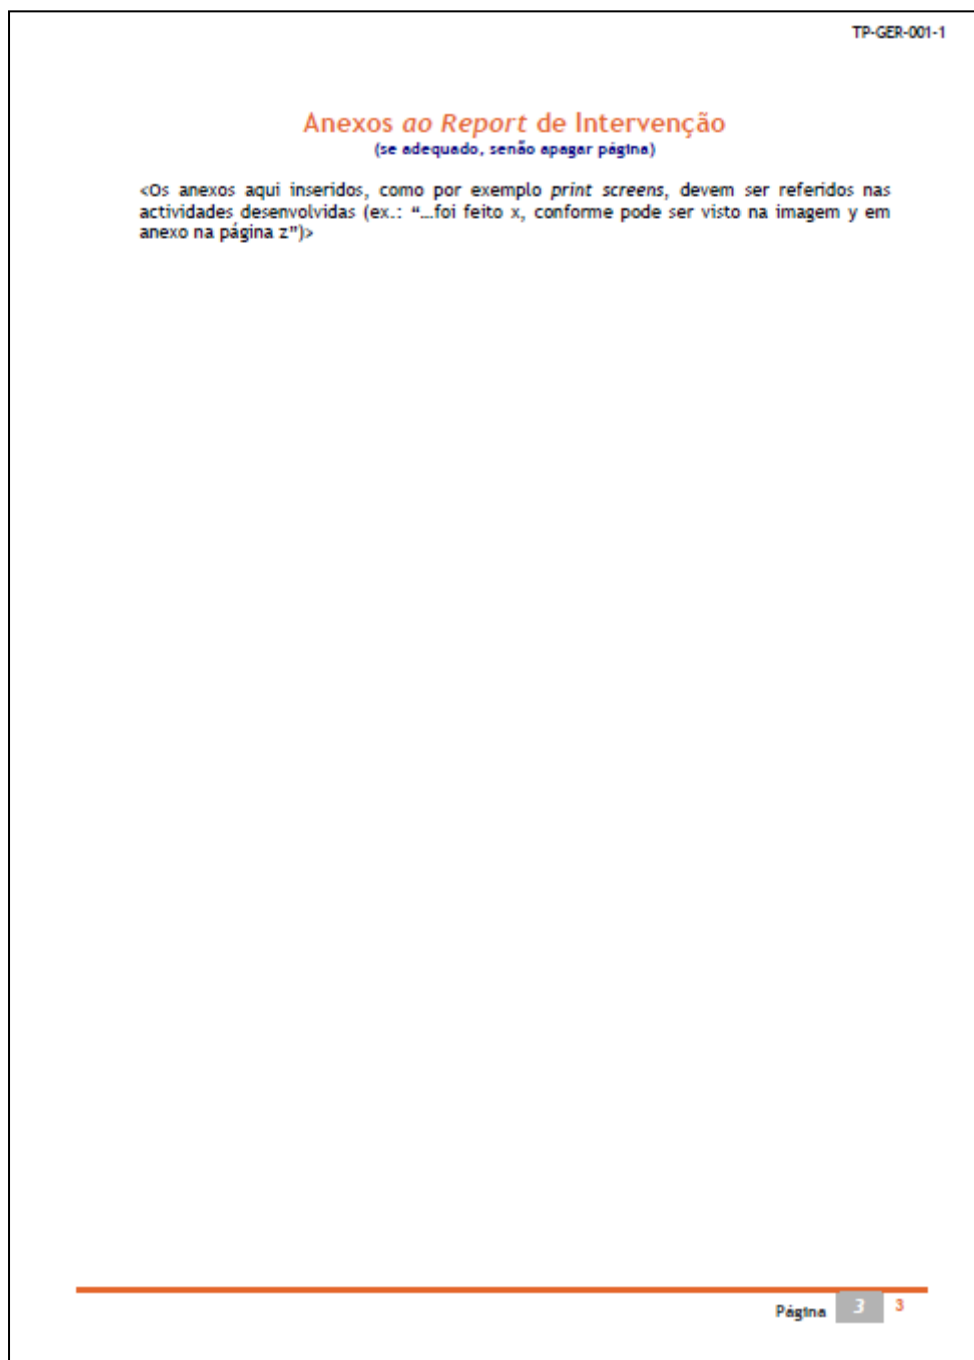 TP-GER-001-1
Anexos ao Report de Intervenção
(se adequado, senão apagar página)
<Os anexos aqui inseridos, como por exemplo print screens, devem ser referidos nas
actividades desenvolvidas (ex.: “…foi feito x, conforme pode ser visto na imagem y em
anexo na página z”)>
Página 3 3